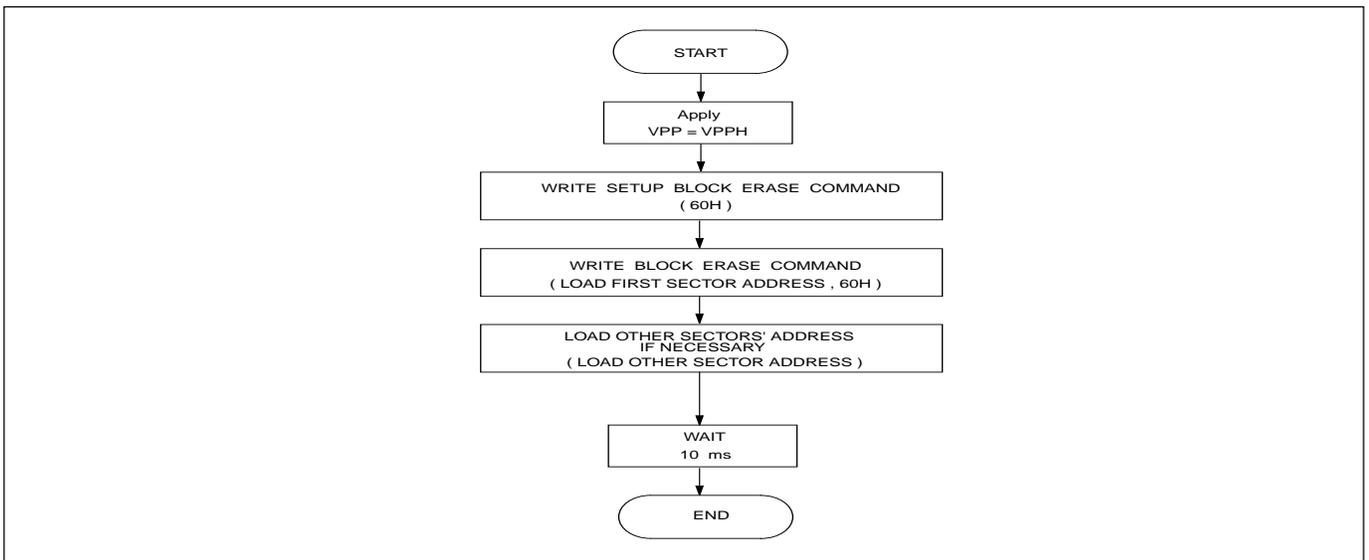 START
Apply
VPP = VPPH
WRITE SETUP BLOCK ERASE COMMAND
( 60H )
WRITE BLOCK ERASE COMMAND
( LOAD FIRST SECTOR ADDRESS , 60H )
LOAD OTHER SECTORS' ADDRESS
IF NECESSARY
( LOAD OTHER SECTOR ADDRESS )
WAIT
10 ms
END